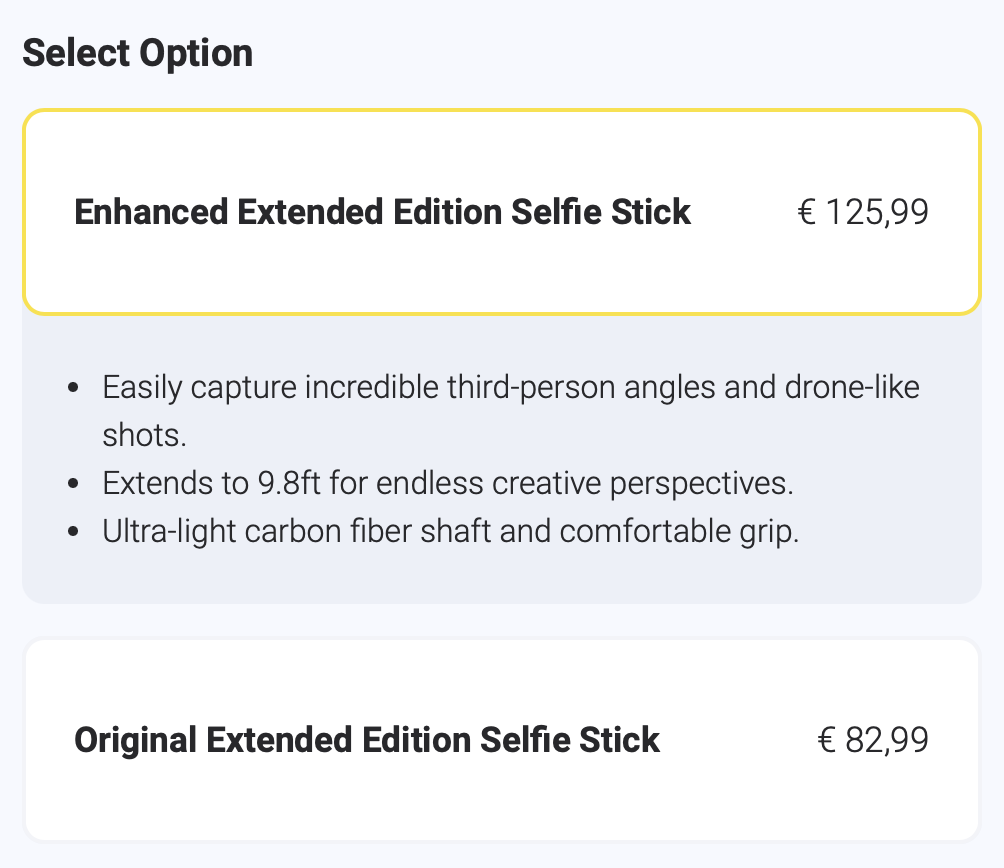 Select Option
Enhanced Extended Edition Selfie Stick € 125,99
• Easily capture incredible third-person angles and drone-like
shots.
• Extends to 9.8ft for endless creative perspectives.
• Ultra-light carbon fiber shaft and comfortable grip.
Original Extended Edition Selfie Stick € 82,99